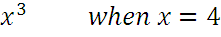 x³ when x = 4